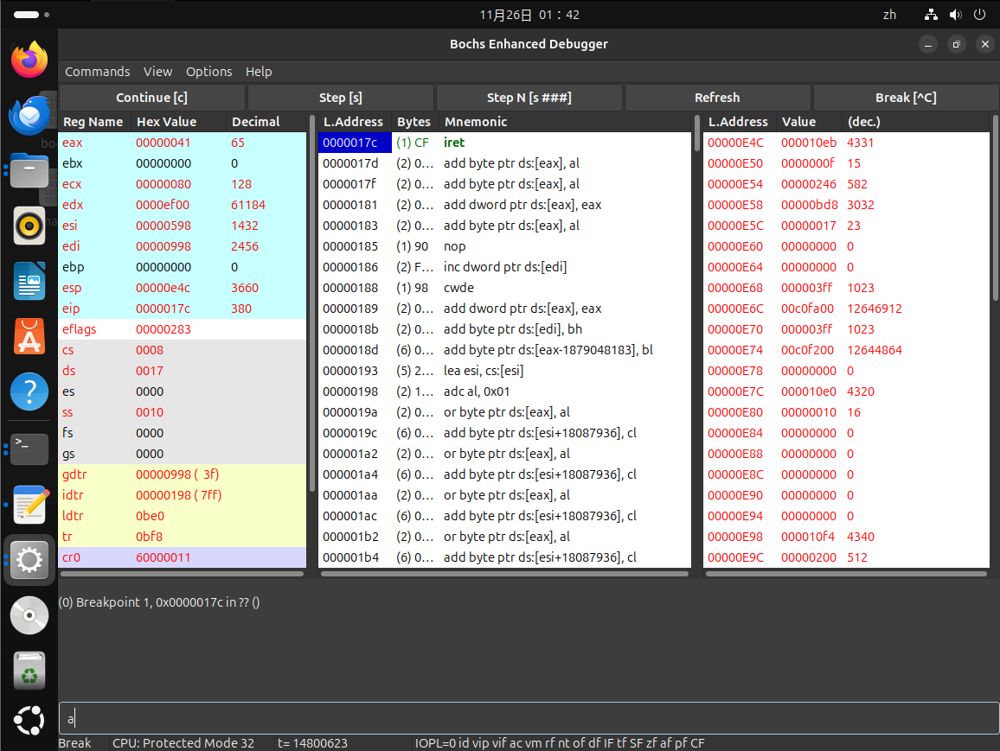 11月26日 01：42
zh
Bochs Enhanced Debugger
Commands View Options Help
Continue [c] Step [s] Step N [s ###] Refresh Break [^C]
Reg Name Hex Value Decimal L.Address Bytes Mnemonic L.Address Value (dec.)
eax 00000041 65 0000017c (1) CF iret 00000E4C 000010eb 4331
ebx 00000000 0 0000017d (2) 0... add byte ptr ds:[eax], al 00000E50 0000000f 15
ecx 00000080 128 0000017f (2) 0... add byte ptr ds:[eax], al 00000E54 00000246 582
edx 0000ef00 61184 00000181 (2) 0... add dword ptr ds:[eax], eax 00000E58 00000bd8 3032
esi 00000598 1432 00000183 (2) 0... add byte ptr ds:[eax], al 00000E5C 00000017 23
edi 00000998 2456 00000185 (1) 90 nop 00000E60 00000000 0
ebp 00000000 0 00000186 (2) F... inc dword ptr ds:[edi] 00000E64 00000000 0
esp 00000e4c 3660 00000188 (1) 98 cwde 00000E68 000003ff 1023
eip 0000017c 380 00000189 (2) 0... add dword ptr ds:[eax], eax 00000E6C 00c0fa00 12646912
eflags 00000283 0000018b (2) 0... add byte ptr ds:[edi], bh 00000E70 000003ff 1023
cs 0008 0000018d (6) 0... add byte ptr ds:[eax-1879048183], bl 00000E74 00c0f200 12644864
ds 0017 00000193 (5) 2... lea esi, cs:[esi] 00000E78 00000000 0
es 0000 00000198 (2) 1... adc al, 0x01 00000E7C 000010e0 4320
ss 0010 0000019a (2) 0... or byte ptr ds:[eax], al 00000E80 00000010 16
fs 0000 0000019c (6) 0... add byte ptr ds:[esi+18087936], cl 00000E84 00000000 0
gs 0000 000001a2 (2) 0... or byte ptr ds:[eax], al 00000E88 00000000 0
gdtr 00000998 ( 3f) 000001a4 (6) 0... add byte ptr ds:[esi+18087936], cl 00000E8C 00000000 0
idtr 00000198 ( 7ff) 000001aa (2) 0... or byte ptr ds:[eax], al 00000E90 00000000 0
ldtr 0be0 000001ac (6) 0... add byte ptr ds:[esi+18087936], cl 00000E94 00000000 0
tr 0bf8 000001b2 (2) 0... or byte ptr ds:[eax], al 00000E98 000010f4 4340
cr0 60000011 000001b4 (6) 0... add byte ptr ds:[esi+18087936], cl 00000E9C 00000200 512
(0) Breakpoint 1, 0x0000017c in ?? ()
a
Break CPU: Protected Mode 32 t= 14800623 IOPL=0 id vip vif ac vm rf nt of df IF tf SF zf af pf CF